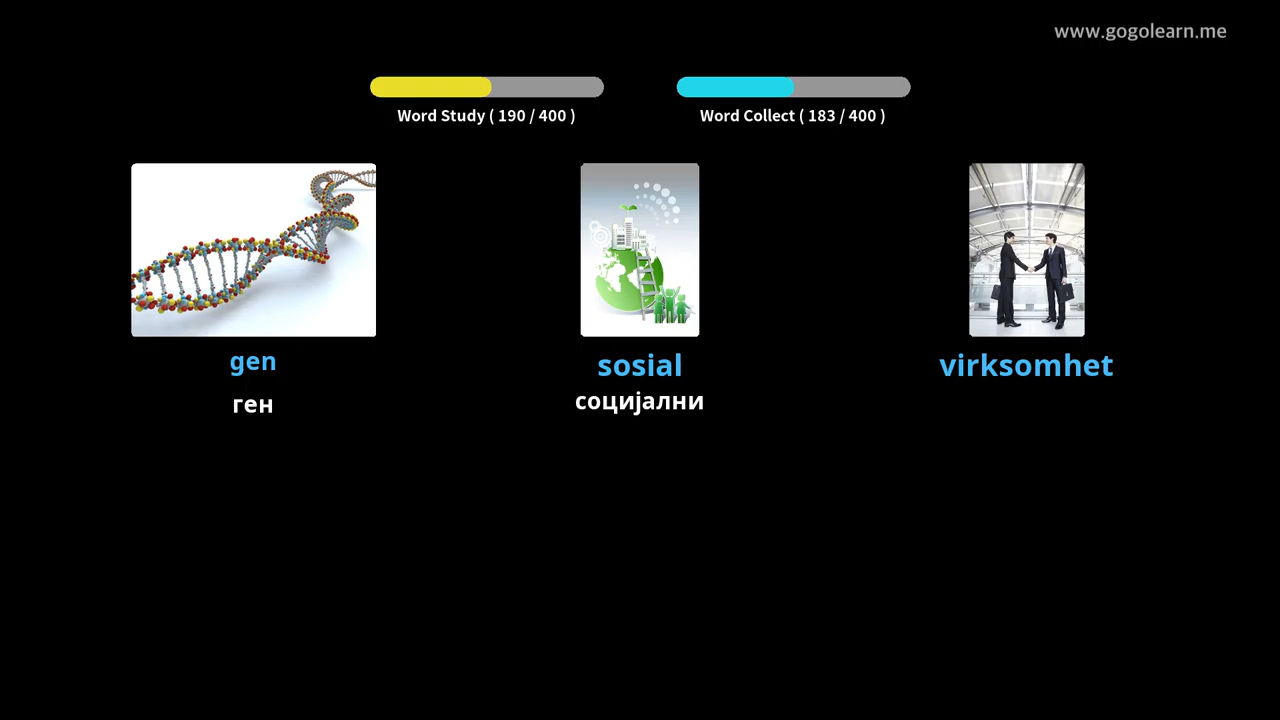 www.gogolearn.me
Word Study ( 190 / 400 )
Word Collect ( 183 / 400 )
gen
sosial
virksomhet
ген
социјални